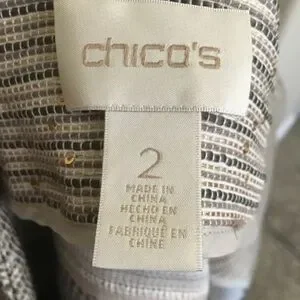 chico's
2
MADE IN
CHINA
HECHO EN
CHINA
FABRIQUÉ EN
CHINE